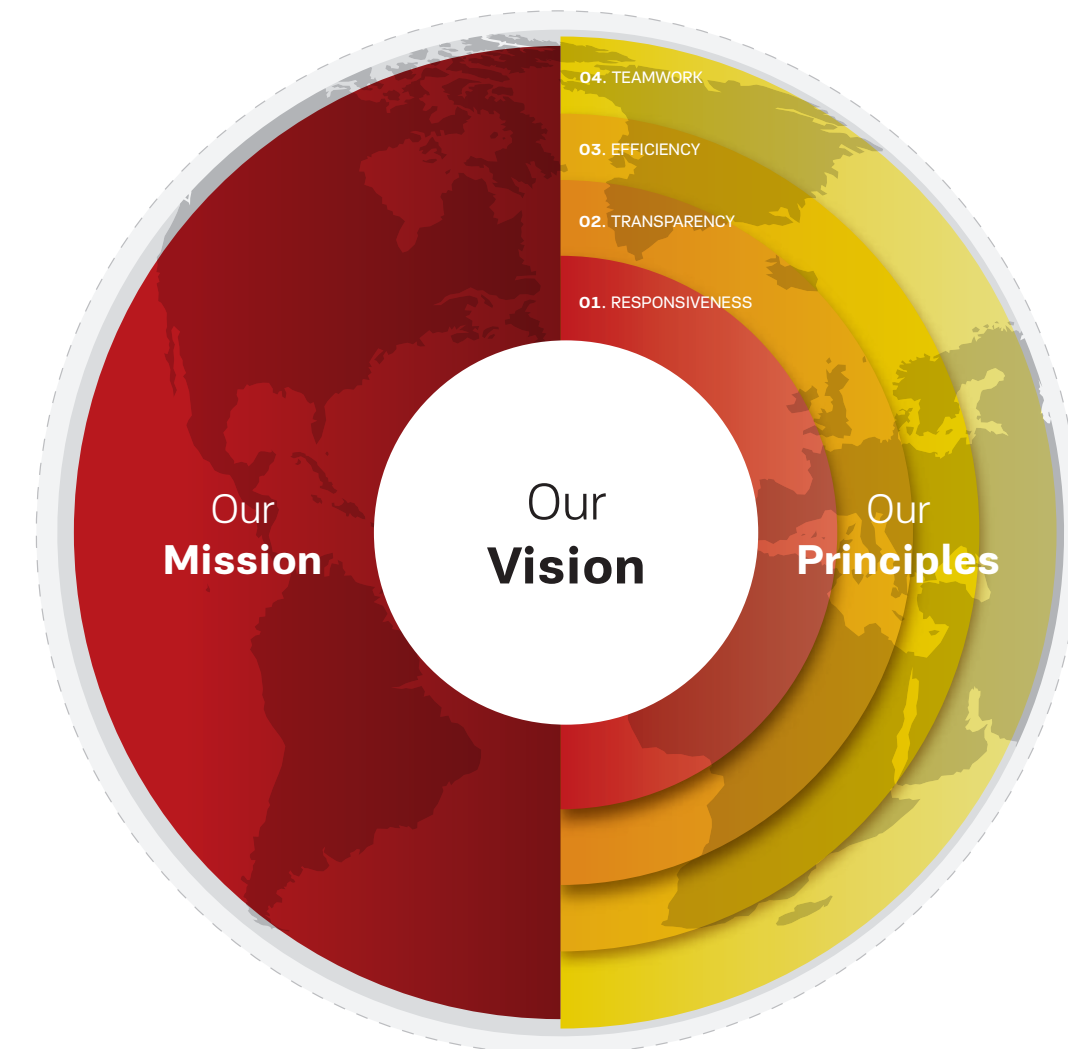 04. TEAMWORK
03. EFFICIENCY
02. TRANSPARENCY
01. RESPONSIVENESS
Our
Mission
Our
Vision
Our
Principles